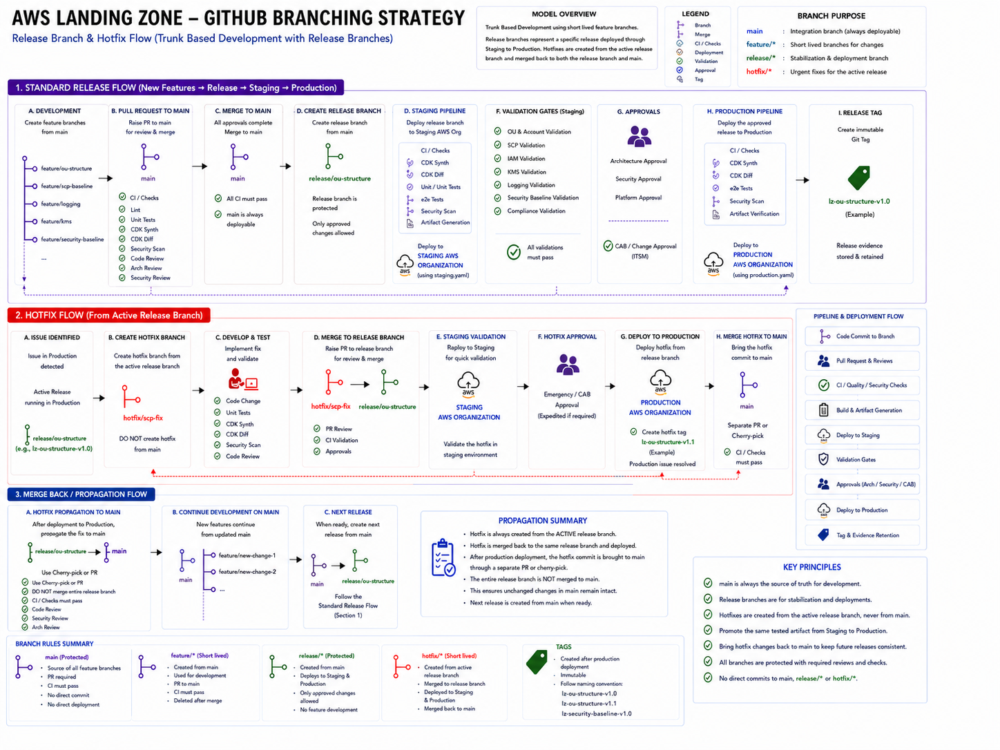 AWS LANDING ZONE – GITHUB BRANCHING STRATEGY
Release Branch & Hotfix Flow (Trunk Based Development with Release Branches)
MODEL OVERVIEW
Trunk Based Development using short lived feature branches.
Release branches represent a specific release deployed through
Staging to Production. Hotfixes are created from the active release
branch and merged back to both the release branch and main.
LEGEND
Branch
Merge
CI / Checks
Deployment
Validation
Approval
Tag
BRANCH PURPOSE
main : Integration branch (always deployable)
feature/* : Short lived branches for changes
release/* : Stabilization & deployment branch
hotfix/* : Urgent fixes for the active release
1. STANDARD RELEASE FLOW (New Features → Release → Staging → Production)
A. DEVELOPMENT
Create feature branches
from main
feature/ou-structure
feature/scp-baseline
feature/logging
feature/kms
feature/security-baseline
...
B. PULL REQUEST TO MAIN
Raise PR to main
for review & merge
main
CI / Checks
Lint
Unit Tests
CDK Synth
CDK Diff
Security Scan
Code Review
Arch Review
Security Review
C. MERGE TO MAIN
All approvals complete
Merge to main
main
All CI must pass
main is always
deployable
D. CREATE RELEASE BRANCH
Create release branch
from main
release/ou-structure
Release branch is
protected
Only approved
changes allowed
D. STAGING PIPELINE
Deploy release branch
to Staging AWS Org
CI / Checks
CDK Synth
CDK Diff
Unit / Unit Tests
e2e Tests
Security Scan
Artifact Generation
Deploy to
STAGING AWS
ORGANIZATION
(using staging.yaml)
aws
F. VALIDATION GATES (Staging)
OU & Account Validation
SCP Validation
IAM Validation
KMS Validation
Logging Validation
Security Baseline Validation
Compliance Validation
All validations
must pass
G. APPROVALS
Architecture Approval
Security Approval
Platform Approval
CAB / Change Approval
(ITSM)
H. PRODUCTION PIPELINE
Deploy the approved
release to Production
CI / Checks
CDK Synth
CDK Diff
e2e Tests
Security Scan
Artifact Verification
Deploy to
PRODUCTION
AWS ORGANIZATION
(using production.yaml)
aws
I. RELEASE TAG
Create immutable
Git Tag
lz-ou-structure-v1.0
(Example)
Release evidence
stored & retained
2. HOTFIX FLOW (From Active Release Branch)
A. ISSUE IDENTIFIED
Issue in Production
detected
Active Release
running in Production
release/ou-structure
(e.g., lz-ou-structure-v1.0)
B. CREATE HOTFIX BRANCH
Create hotfix branch from
the active release branch
hotfix/scp-fix
DO NOT create hotfix
from main
C. DEVELOP & TEST
Implement fix
and validate
Code Change
Unit Tests
CDK Synth
CDK Diff
Security Scan
Code Review
D. MERGE TO RELEASE BRANCH
Raise PR to release branch
for review & merge
hotfix/scp-fix
release/ou-structure
PR Review
CI Validation
Approvals
E. STAGING VALIDATION
Raploy to Staging
for quick validation
aws
STAGING
AWS ORGANIZATION
Validate the hotfix in
staging environment
F. HOTFIX APPROVAL
Emergency / CAB
Approval
(Expedited if required)
G. DEPLOY TO PRODUCTION
Deploy hotfix from
release branch
aws
PRODUCTION
AWS ORGANIZATION
Create hotfix tag
lz-ou-structure-v1.1
(Example)
Production issue resolved
H. MERGE HOTFIX TO MAIN
Bring the hotfix
commit to main
main
Separate PR or
Cherry-pick
CI / Checks
must pass
PIPELINE & DEPLOYMENT FLOW
Code Commit to Branch
Pull Request & Reviews
CI / Quality / Security Checks
Build & Artifact Generation
Deploy to Staging
Validation Gates
Approvals (Arch / Security / CAB)
Deploy to Production
Tag & Evidence Retention
3. MERGE BACK / PROPAGATION FLOW
A. HOTFIX PROPAGATION TO MAIN
After deployment to Production,
propagate the fix to main
release/ou-structure
main
Use Cherry-pick or PR
Use Cherry-pick or PR
DO NOT merge entire release branch
CI / Checks must pass
Code Review
Security Review
Arch Review
B. CONTINUE DEVELOPMENT ON MAIN
New features continue
from updated main
main
feature/new-change-1
feature/new-change-2
...
C. NEXT RELEASE
When ready, create next
release from main
main
release/ou-structure
Follow the
Standard Release Flow
(Section 1)
PROPAGATION SUMMARY
• Hotfix is always created from the ACTIVE release branch.
• Hotfix is merged back to the same release branch and deployed.
• After production deployment, the hotfix commit is brought to main
through a separate PR or cherry-pick.
• The entire release branch is NOT merged to main.
• This ensures unchanged changes in main remain intact.
• Next release is created from main when ready.
KEY PRINCIPLES
main is always the source of truth for development.
Release branches are for stabilization and deployments.
Hotfixes are created from the active release branch, never from main.
Promote the same tested artifact from Staging to Production.
Bring hotfix changes back to main to keep future releases consistent.
All branches are protected with required reviews and checks.
No direct commits to main, release/* or hotfix/*.
BRANCH RULES SUMMARY
main (Protected)
• Source of all feature branches
• PR required
• CI must pass
• No direct commit
• No direct deployment
feature/* (Short lived)
• Created from main
• Used for development
• PR to main
• CI must pass
• Deleted after merge
release/* (Protected)
• Created from main
• Deploys to Staging &
Production
• Only approved changes
allowed
• No feature development
hotfix/* (Short lived)
• Created from active
release branch
• Merged to release branch
• Deployed to Staging
& Production
• Merged back to main
TAGS
• Created after production
deployment
• Immutable
• Follow naming convention:
lz-ou-structure-v1.0
lz-ou-structure-v1.1
lz-security-baseline-v1.0